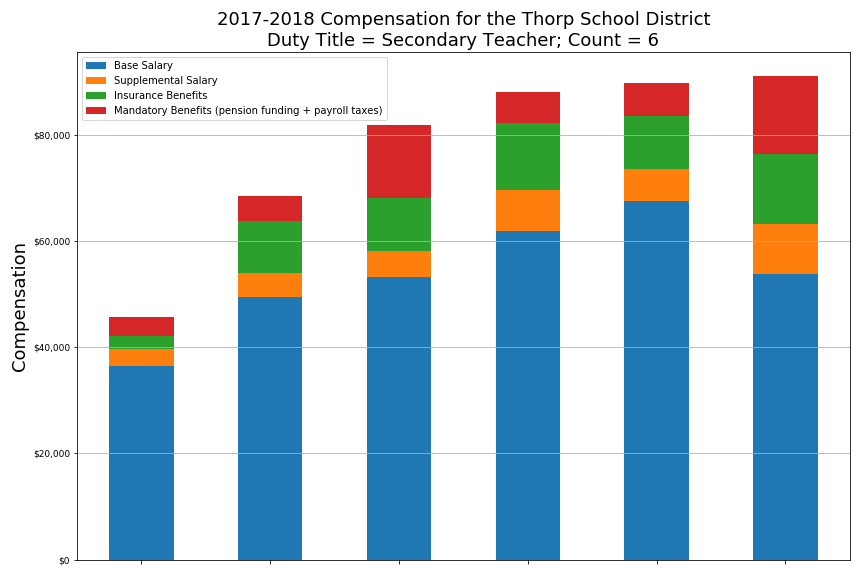 2017-2018 Compensation for the Thorp School District
Duty Title = Secondary Teacher; Count = 6
Base Salary
Supplemental Salary
Insurance Benefits
Mandatory Benefits (pension funding + payroll taxes)
$80,000
$60,000
$40,000
$20,000
$0
Compensation